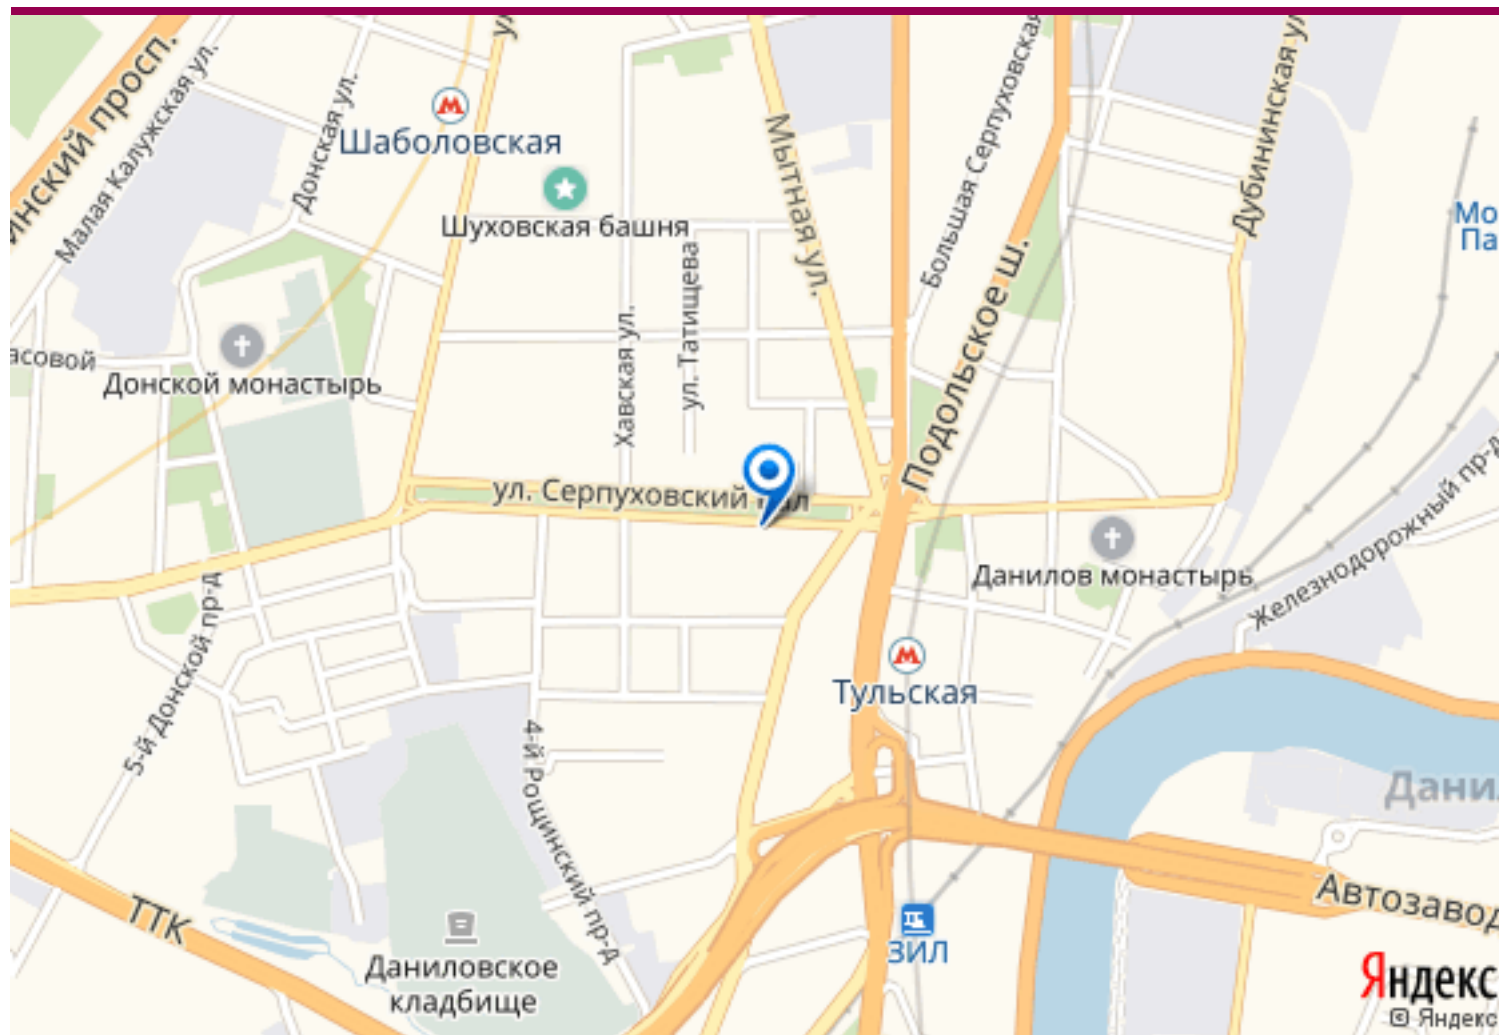 инский просп.
Малая Калужская ул.
Донская ул.
ул
Шаболовская
Шуховская башня
Мытная ул.
Большая Серпуховская
Дубининская ул
Подольское ш.
Мо
Па
Хавская ул.
ул. Татищева
асовой
Донской монастырь
ул. Серпуховский Вал
Данилов монастырь
Железнодорожный пр-д
5-й Донской пр-д
Тульская
4-й Рощинский пр-д
Дани
Автозавод
ТТК
ЗИЛ
Даниловское
кладбище
Яндекс
© Яндекс